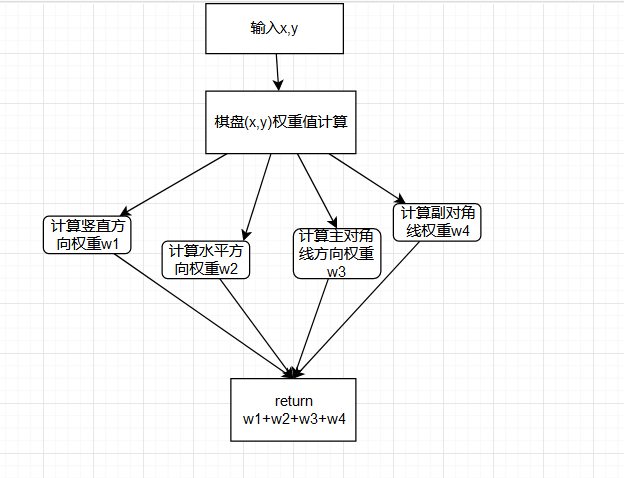 输入x,y
棋盘(x,y)权重值计算
计算竖直方
向权重w1
计算水平方
向权重w2
计算主对角
线方向权重
w3
计算副对角
线权重w4
return
w1+w2+w3+w4